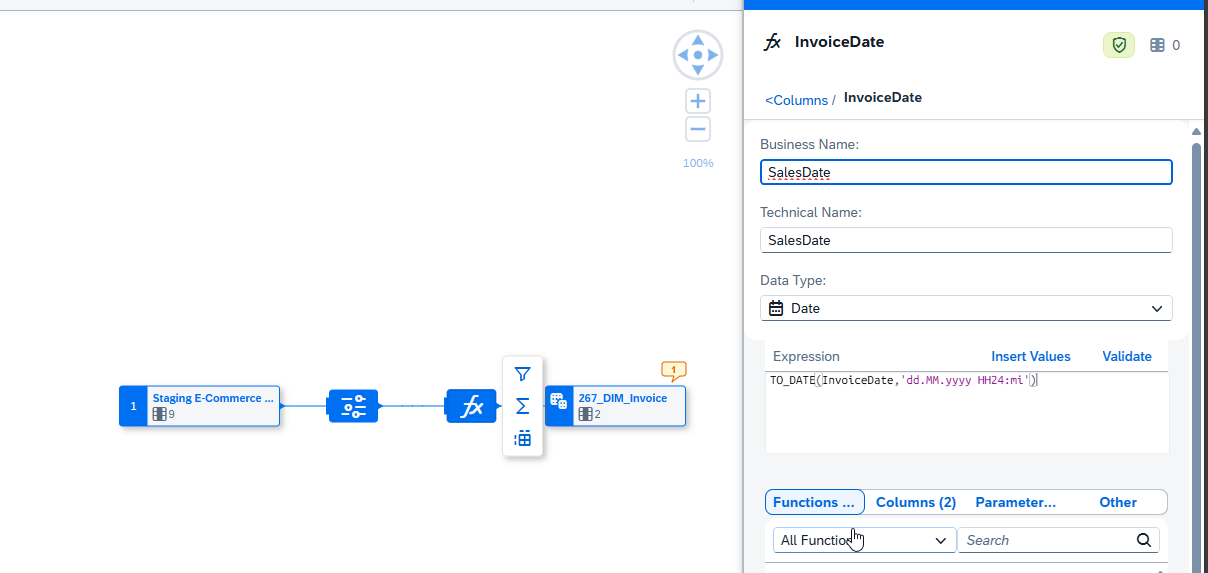 InvoiceDate
0
<Columns / InvoiceDate
Business Name:
SalesDate
Technical Name:
SalesDate
Data Type:
Date
Expression Insert Values Validate
TO_DATE(InvoiceDate,'dd.MM.yyyy HH24:mi')
Functions ... Columns (2) Parameter... Other
All Function Search
100%
1
1 Staging E-Commerce ...
9
fx
267_DIM_Invoice
2